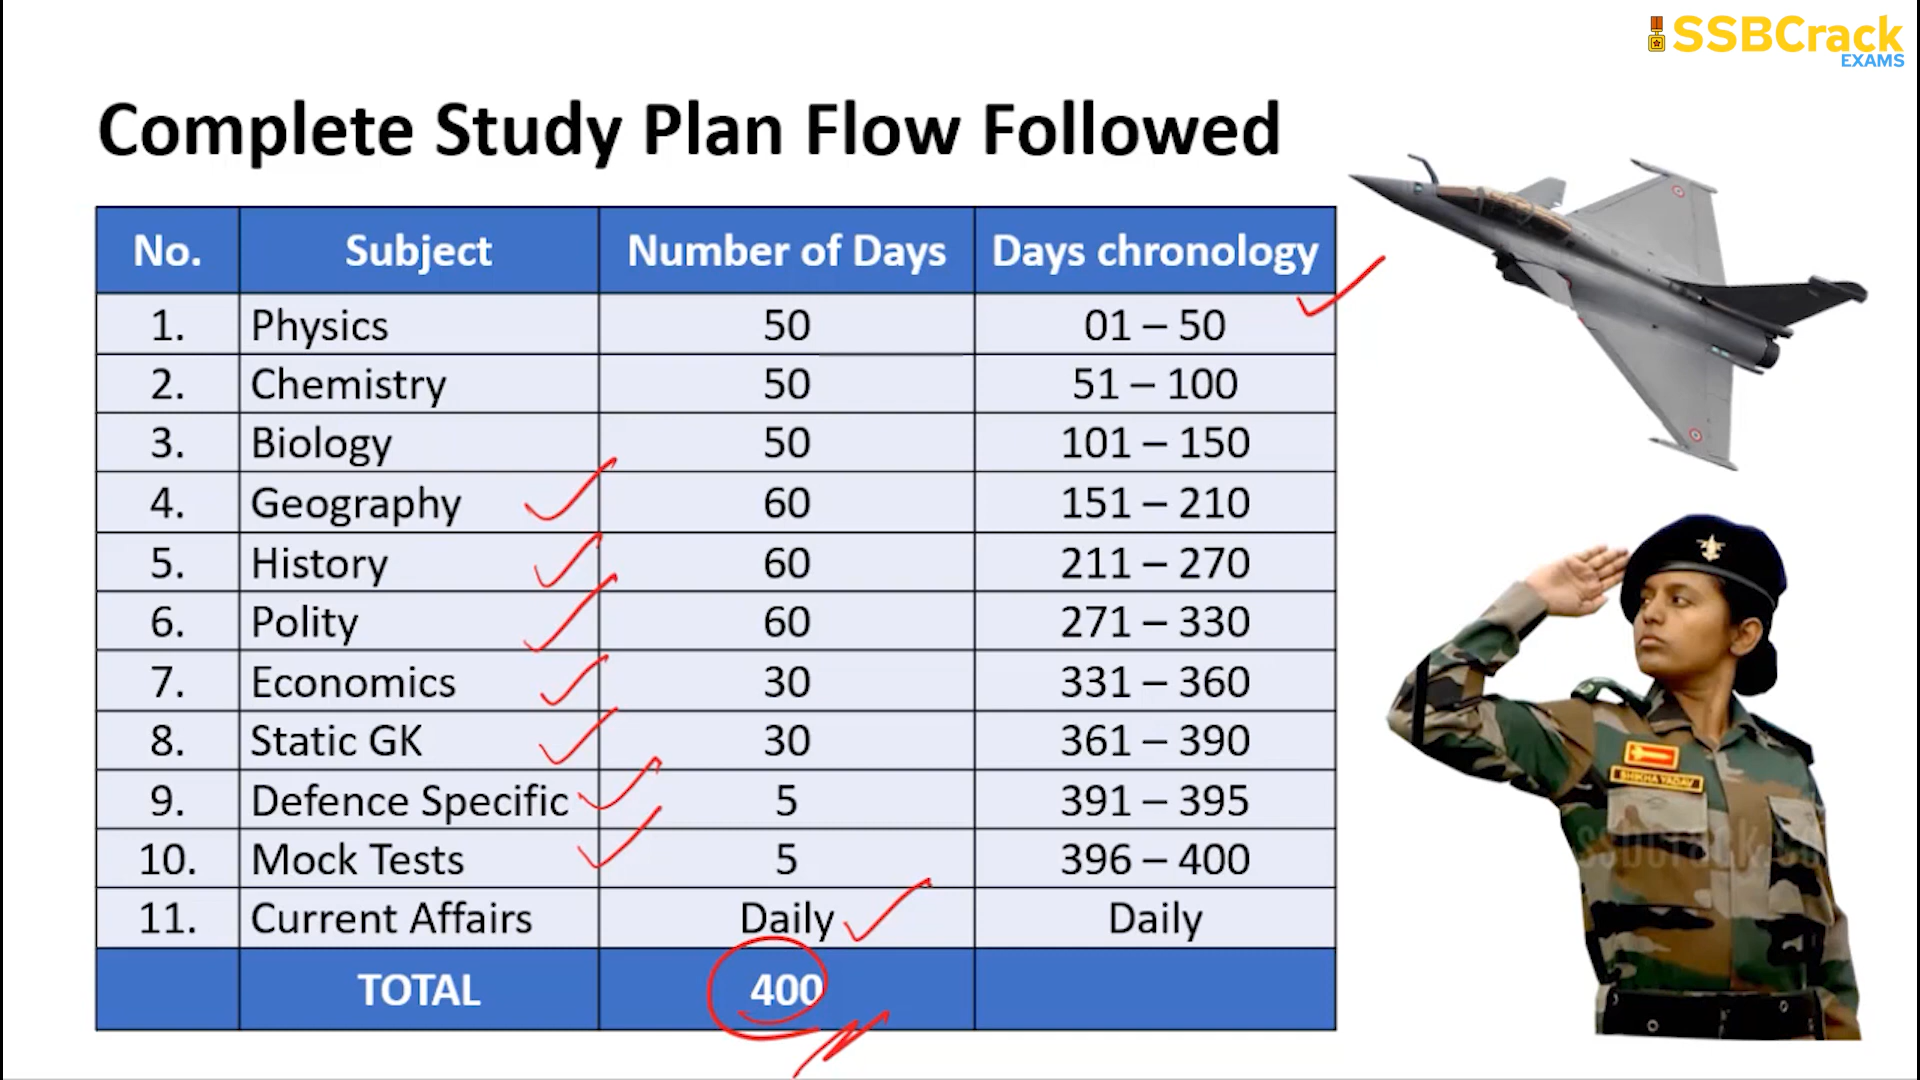 SSBCrack
EXAMS
Complete Study Plan Flow Followed
No. Subject Number of Days Days chronology
1. Physics 50 01 – 50
2. Chemistry 50 51 – 100
3. Biology 50 101 – 150
4. Geography 60 151 – 210
5. History 60 211 – 270
6. Polity 60 271 – 330
7. Economics 30 331 – 360
8. Static GK 30 361 – 390
9. Defence Specific 5 391 – 395
10. Mock Tests 5 396 – 400
11. Current Affairs Daily Daily
TOTAL 400
SHIKHA YADAV